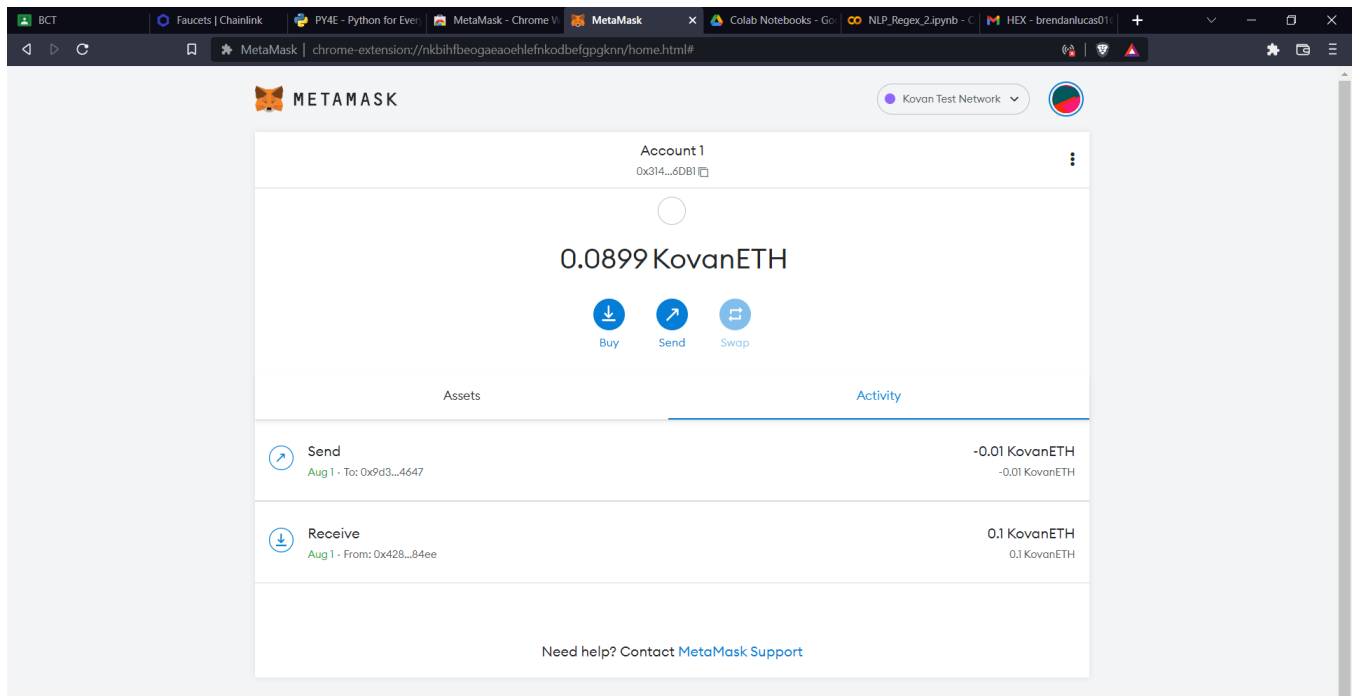 BCT
Faucets | Chainlink
PY4E - Python for Every
MetaMask - Chrome W
MetaMask
Colab Notebooks - Goo
NLP_Regex_2.ipynb - C
HEX - brendanlucas016
MetaMask | chrome-extension://nkbihfbeogaeaoehlefnkodbefgpgknn/home.html#
METAMASK
Kovan Test Network
Account 1
0x314...6DB1
0.0899 KovanETH
Buy
Send
Swap
Assets
Activity
Send
-0.01 KovanETH
Aug 1 · To: 0x9d3...4647
-0.01 KovanETH
Receive
0.1 KovanETH
Aug 1 · From: 0x428...84ee
0.1 KovanETH
Need help? Contact MetaMask Support